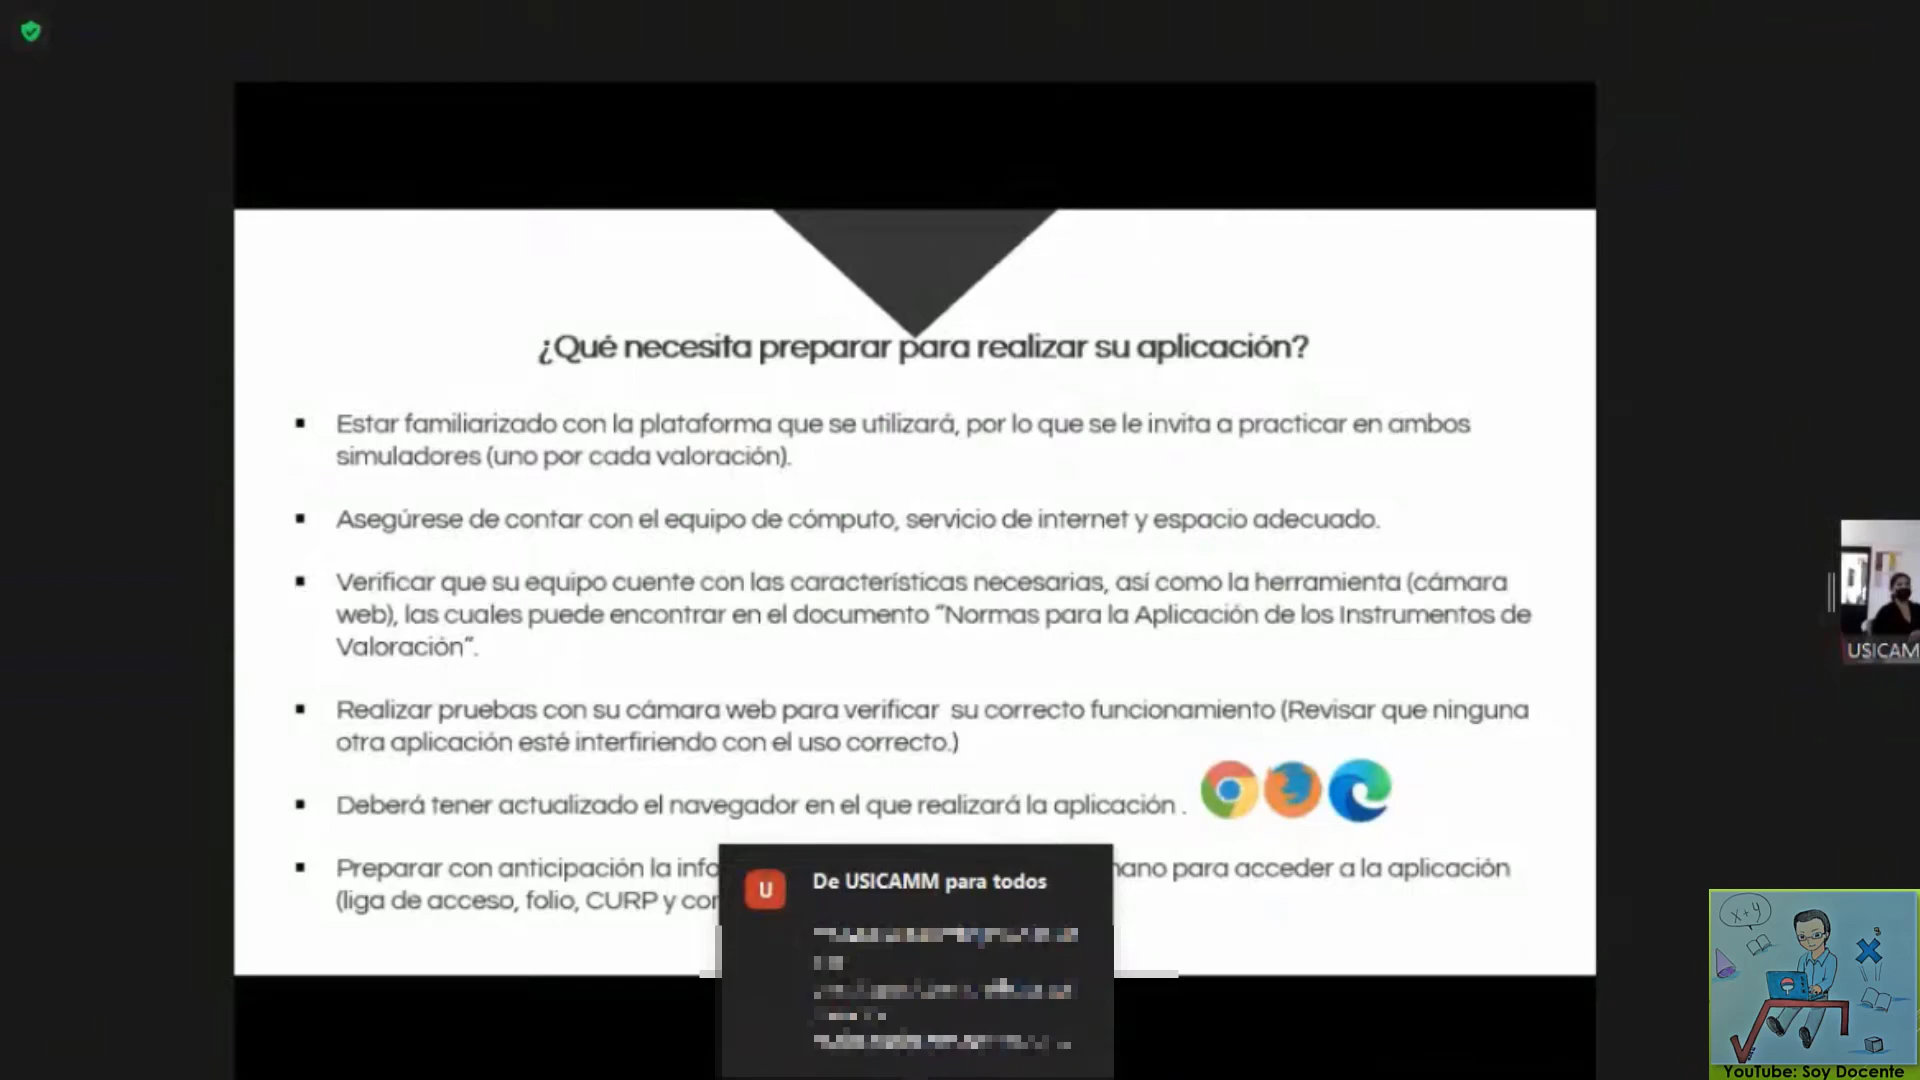 ¿Qué necesita preparar para realizar su aplicación?
▪ Estar familiarizado con la plataforma que se utilizará, por lo que se le invita a practicar en ambos
simuladores (uno por cada valoración).
▪ Asegúrese de contar con el equipo de cómputo, servicio de internet y espacio adecuado.
▪ Verificar que su equipo cuente con las características necesarias, así como la herramienta (cámara
web), las cuales puede encontrar en el documento “Normas para la Aplicación de los Instrumentos de
Valoración”.
▪ Realizar pruebas con su cámara web para verificar su correcto funcionamiento (Revisar que ninguna
otra aplicación esté interfiriendo con el uso correcto.)
▪ Deberá tener actualizado el navegador en el que realizará la aplicación .
▪ Preparar con anticipación la para acceder a la aplicación
(liga de acceso, folio, CURP y
U De USICAMM para todos
USICAM
x+y
YouTube: Soy Docente